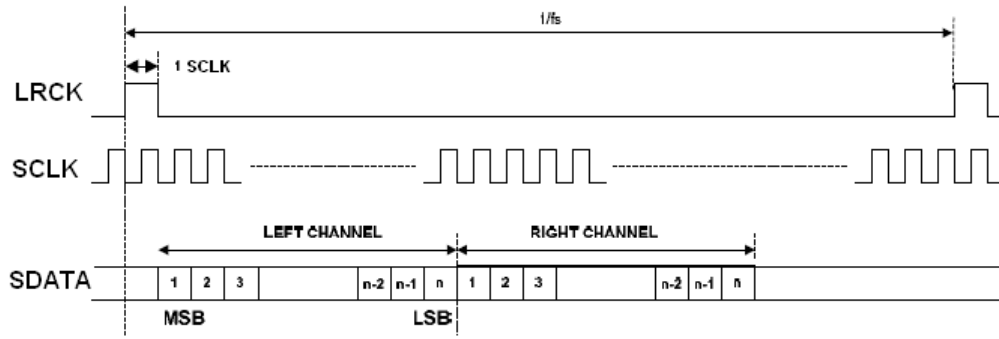 1/fs
1 SCLK
LRCK
SCLK
LEFT CHANNEL RIGHT CHANNEL
SDATA 1 2 3 n-2 n-1 n 1 2 3 n-2 n-1 n
MSB LSB